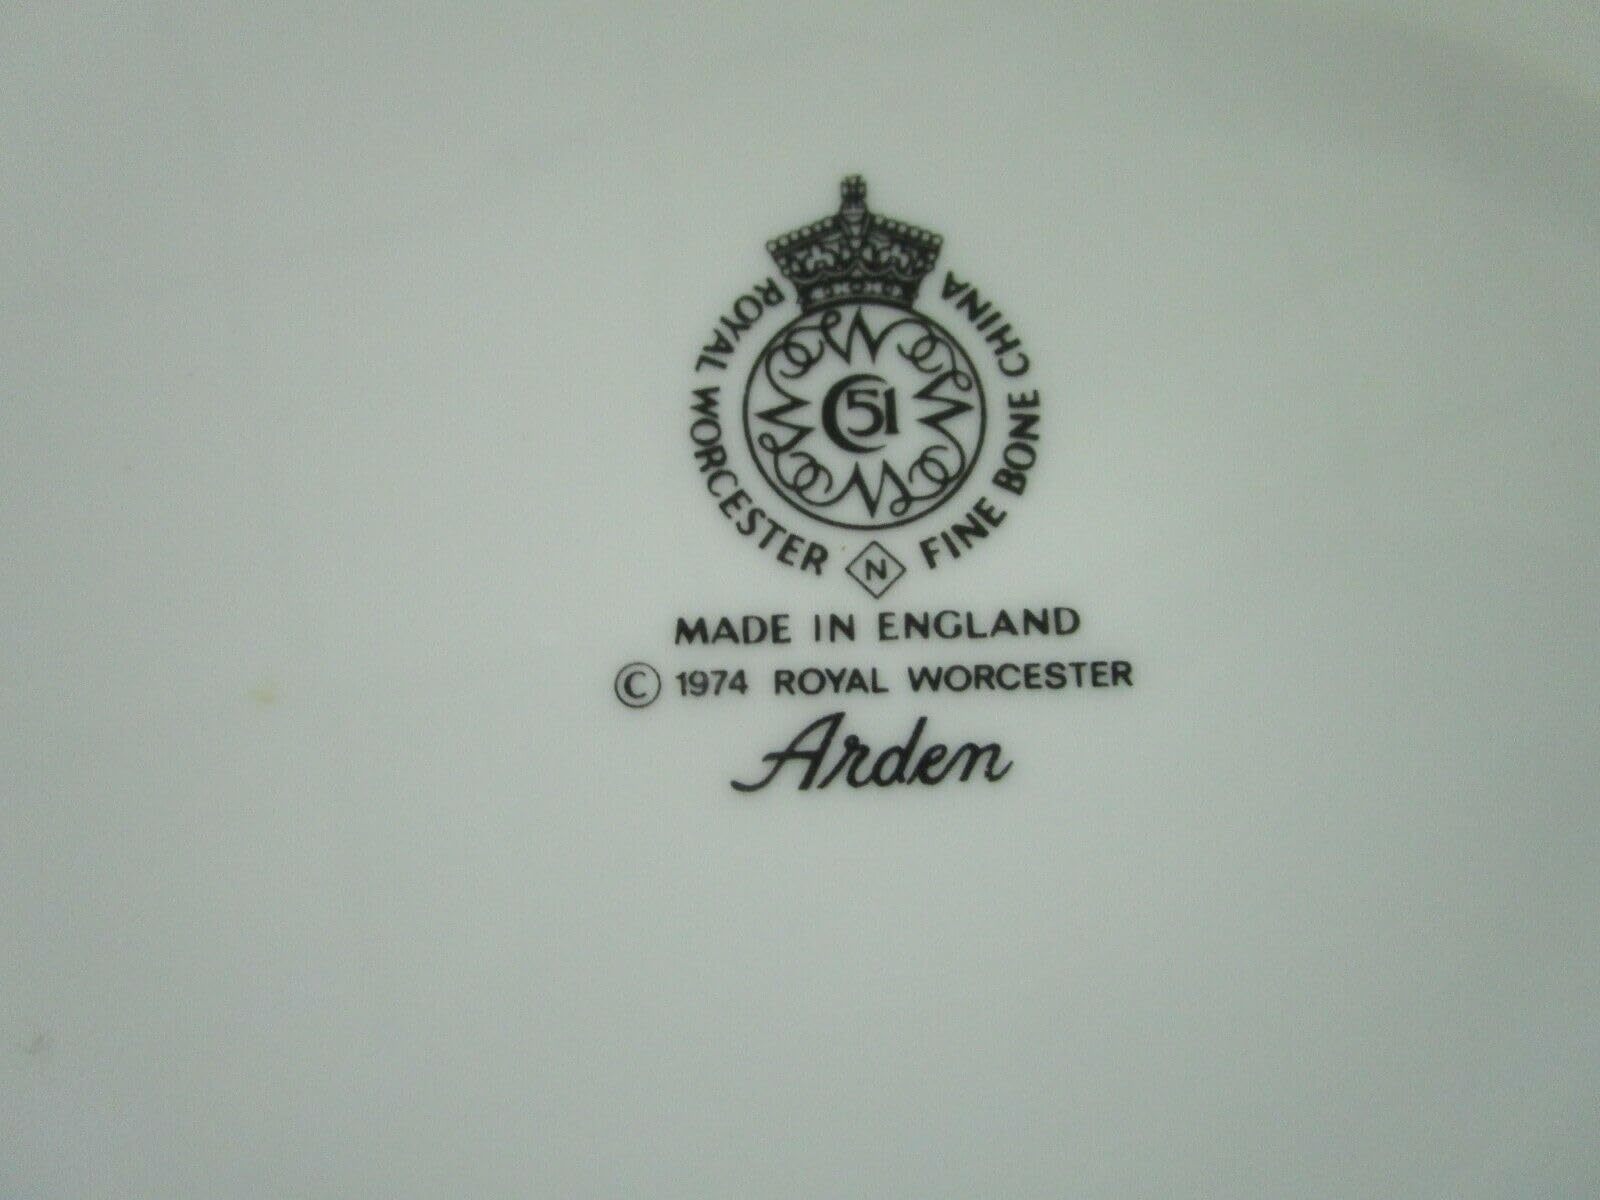 ROYAL WORCESTER FINE BONE CHINA
C 51
N
MADE IN ENGLAND
© 1974 ROYAL WORCESTER
Arden